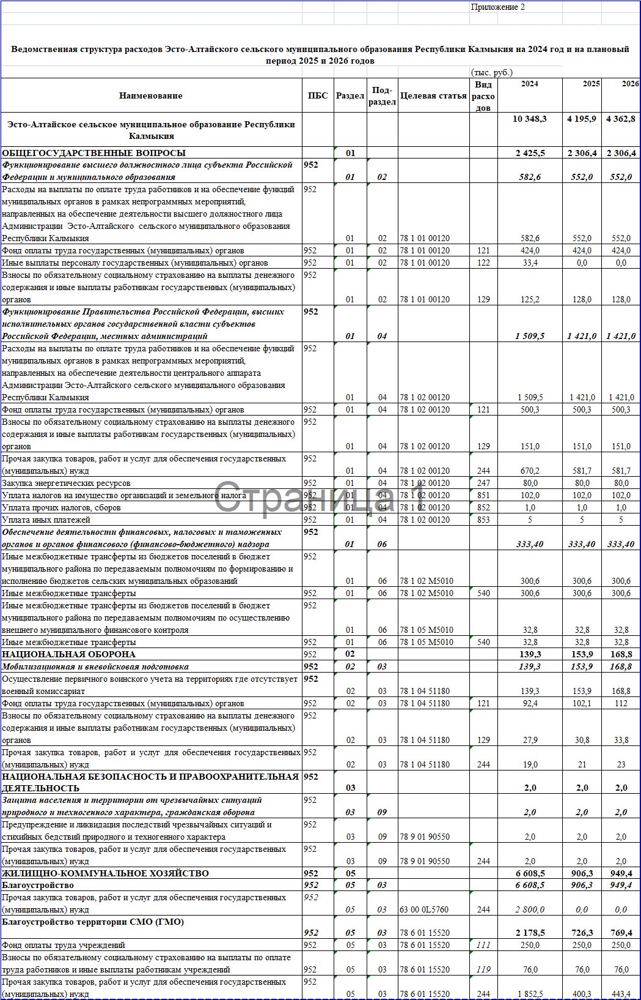 Приложение 2
Ведомственная структура расходов Эсто-Алтайского сельского муниципального образования Республики Калмыкия на 2024 год и на плановый
период 2025 и 2026 годов
(тыс. руб.)
Наименование ПБС Раздел Под-раздел Целевая статья Вид расхо дов 2024 2025 2026
Эсто-Алтайское сельское муниципальное образование Республики 10 348,3 4 195,9 4 362,8
Калмыкия
ОБЩЕГОСУДАРСТВЕННЫЕ ВОПРОСЫ 01 2 425,5 2 306,4 2 306,4
Функционирование высшего должностного лица субъекта Российской 952
Федерации и муниципального образования 01 02 582,6 552,0 552,0
Расходы на выплаты по оплате труда работников и на обеспечение функций 952
муниципальных органов в рамках непрограммных мероприятий,
направленных на обеспечение деятельности высшего должностного лица
Администрации Эсто-Алтайского сельского муниципального образования
Республики Калмыкия 01 02 78 1 01 00120 582,6 552,0 552,0
Фонд оплаты труда государственных (муниципальных) органов 952 01 02 78 1 01 00120 121 424,0 424,0 424,0
Иные выплаты персоналу государственных (муниципальных) органов 952 01 02 78 1 01 00120 122 33,4 0,0 0,0
Взносы по обязательному социальному страхованию на выплаты денежного 952
содержания и иные выплаты работникам государственных (муниципальных)
органов 01 02 78 1 01 00120 129 125,2 128,0 128,0
Функционирование Правительства Российской Федерации, высших 952
исполнительных органов государственной власти субъектов
Российской Федерации, местных администраций 01 04 1 509,5 1 421,0 1 421,0
Расходы на выплаты по оплате труда работников и на обеспечение функций 952
муниципальных органов в рамках непрограммных мероприятий,
направленных на обеспечение деятельности центрального аппарата
Администрации Эсто-Алтайского сельского муниципального образования
Республики Калмыкия 01 04 78 1 02 00120 1 509,5 1 421,0 1 421,0
Фонд оплаты труда государственных (муниципальных) органов 952 01 04 78 1 02 00120 121 500,3 500,3 500,3
Взносы по обязательному социальному страхованию на выплаты денежного 952
содержания и иные выплаты работникам государственных (муниципальных)
органов 01 04 78 1 02 00120 129 151,0 151,0 151,0
Прочая закупка товаров, работ и услуг для обеспечения государственных 952
(муниципальных) нужд 01 04 78 1 02 00120 244 670,2 581,7 581,7
Закупка энергетических ресурсов 952 01 04 78 1 02 00120 247 80,0 80,0 80,0
Уплата налогов на имущество организаций и земельного налога 952 01 04 78 1 02 00120 851 102,0 102,0 102,0
Страница 1
Уплата прочих налогов, сборов 952 01 04 78 1 02 00120 852 1,0 1,0 1,0
Уплата иных платежей 952 01 04 78 1 02 00120 853 5 5 5
Обеспечение деятельности финансовых, налоговых и таможенных 952
органов и органов финансового (финансово-бюджетного) надзора 01 06 333,40 333,40 333,40
Иные межбюджетные трансферты из бюджетов поселений в бюджет 952
муниципального района по передаваемым полномочиям по формированию и
исполнению бюджетов сельских муниципальных образований 01 06 78 1 02 М5010 300,6 300,6 300,6
Иные межбюджетные трансферты 952 01 06 78 1 02 М5010 540 300,6 300,6 300,6
Иные межбюджетные трансферты из бюджетов поселений в бюджет 952
муниципального района по передаваемым полномочиям по осуществлению
внешнего муниципального финансового контроля 01 06 78 1 05 М5010 32,8 32,8 32,8
Иные межбюджетные трансферты 952 01 06 78 1 05 М5010 540 32,8 32,8 32,8
НАЦИОНАЛЬНАЯ ОБОРОНА 952 02 139,3 153,9 168,8
Мобилизационная и вневойсковая подготовка 952 02 03 139,3 153,9 168,8
Осуществление первичного воинского учета на территориях где отсутствует 952
военный комиссариат 02 03 78 1 04 51180 139,3 153,9 168,8
Фонд оплаты труда государственных (муниципальных) органов 952 02 03 78 1 04 51180 121 92,4 102,1 112
Взносы по обязательному социальному страхованию на выплаты денежного 952
содержания и иные выплаты работникам государственных (муниципальных)
органов 02 03 78 1 04 51180 129 27,9 30,8 33,8
Прочая закупка товаров, работ и услуг для обеспечения государственных 952
(муниципальных) нужд 02 03 78 1 04 51180 244 19,0 21 23
НАЦИОНАЛЬНАЯ БЕЗОПАСНОСТЬ И ПРАВООХРАНИТЕЛЬНАЯ 952
ДЕЯТЕЛЬНОСТЬ 03 2,0 2,0 2,0
Защита населения и территории от чрезвычайных ситуаций 952
природного и техногенного характера, гражданская оборона 03 09 2,0 2,0 2,0
Предупреждение и ликвидация последствий чрезвычайных ситуаций и 952
стихийных бедствий природного и техногенного характера 03 09 78 9 01 90550 2,0 2,0 2,0
Прочая закупка товаров, работ и услуг для обеспечения государственных 952
(муниципальных) нужд 03 09 78 9 01 90550 244 2,0 2,0 2,0
ЖИЛИЩНО-КОММУНАЛЬНОЕ ХОЗЯЙСТВО 952 05 6 608,5 906,3 949,4
Благоустройство 952 05 03 6 608,5 906,3 949,4
Прочая закупка товаров, работ и услуг для обеспечения государственных 952
(муниципальных) нужд 05 03 63 00 0L5760 244 2 800,0 0,0 0,0
Благоустройство территории СМО (ГМО)
952 05 03 78 6 01 15520 2 178,5 726,3 769,4
Фонд оплаты труда учреждений 952 05 03 78 6 01 15520 111 250,0 250,0 250,0
Взносы по обязательному социальному страхованию на выплаты по оплате
труда работников и иные выплаты работникам учреждений 952 05 03 78 6 01 15520 119 76,0 76,0 76,0
Прочая закупка товаров, работ и услуг для обеспечения государственных 952
(муниципальных) нужд 05 03 78 6 01 15520 244 1 852,5 400,3 443,4